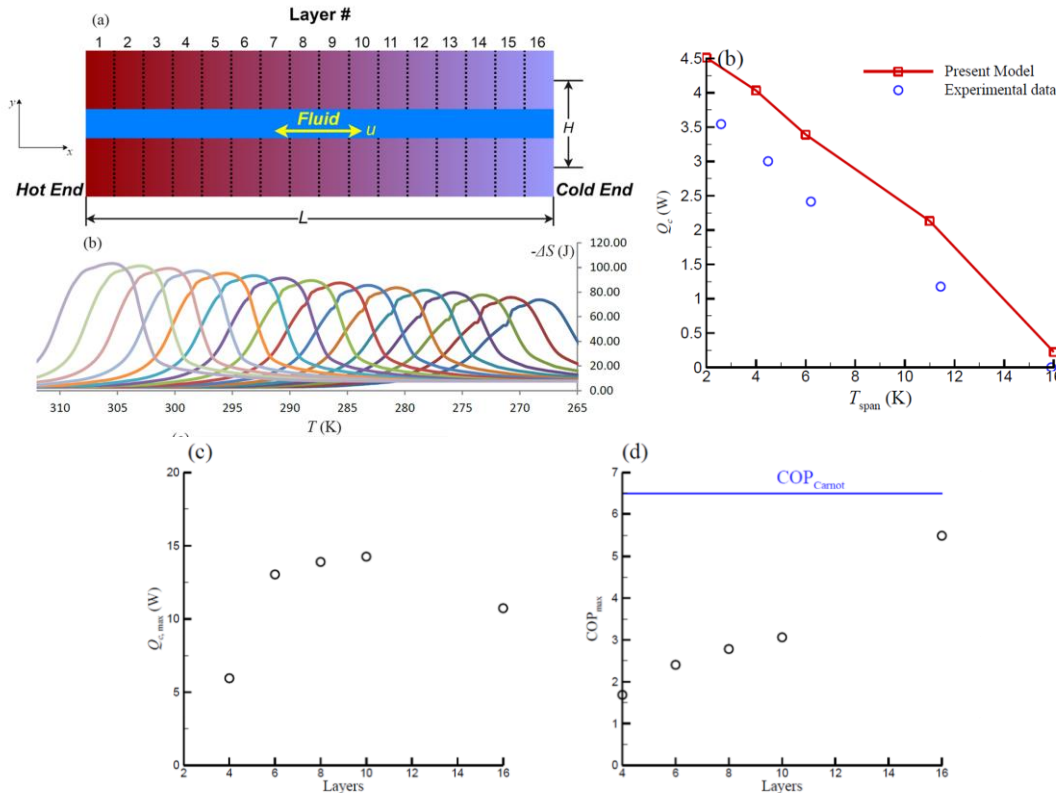 (a)
Layer #
1 2 3 4 5 6 7 8 9 10 11 12 13 14 15 16
Fluid
u
H
y
x
Hot End
Cold End
L
(b)
-ΔS (J)
120.00
100.00
80.00
60.00
40.00
20.00
0.00
310 305 300 295 290 285 280 275 270 265
T (K)
(b)
Present Model
Experimental data
4.5
4
3.5
3
2.5
2
1.5
1
0.5
0
Qc (W)
2 4 6 8 10 12 14 16
Tspan (K)
(c)
20
15
10
5
0
Qc, max (W)
2 4 6 8 10 12 14 16
Layers
(d)
COPCarnot
7
6
5
4
3
2
1
0
COPmax
4 6 8 10 12 14 16
Layers